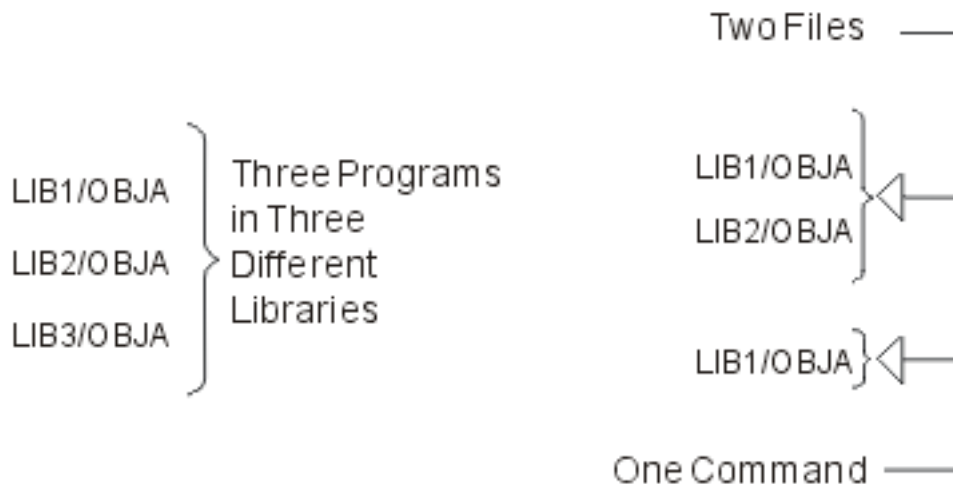 Two Files
LIB1/OBJA
LIB2/OBJA
LIB3/OBJA
Three Programs
in Three
Different
Libraries
LIB1/OBJA
LIB2/OBJA
LIB1/OBJA
One Command